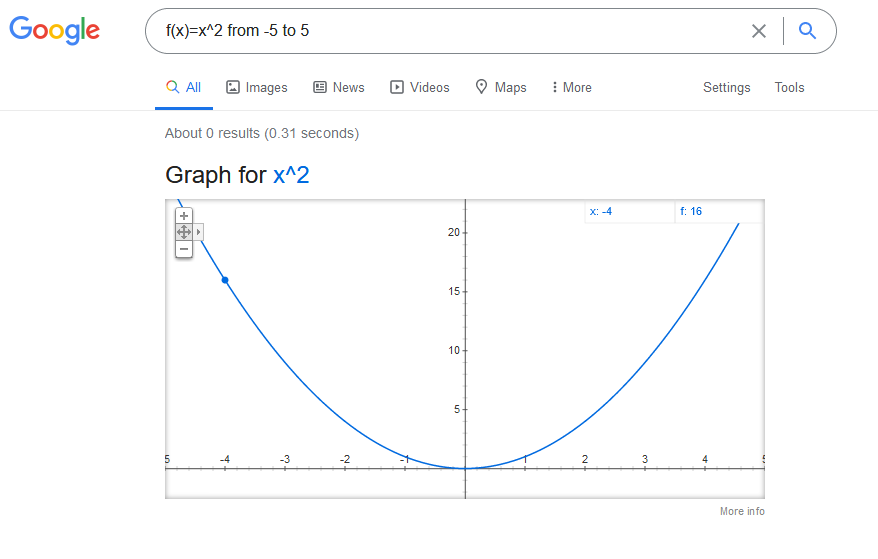 Google
f(x)=x^2 from -5 to 5
All Images News Videos Maps More Settings Tools
About 0 results (0.31 seconds)
Graph for x^2
x: -4 f: 16
20
15
10
5
5 -4 -3 -2 -1 1 2 3 4 5
More info